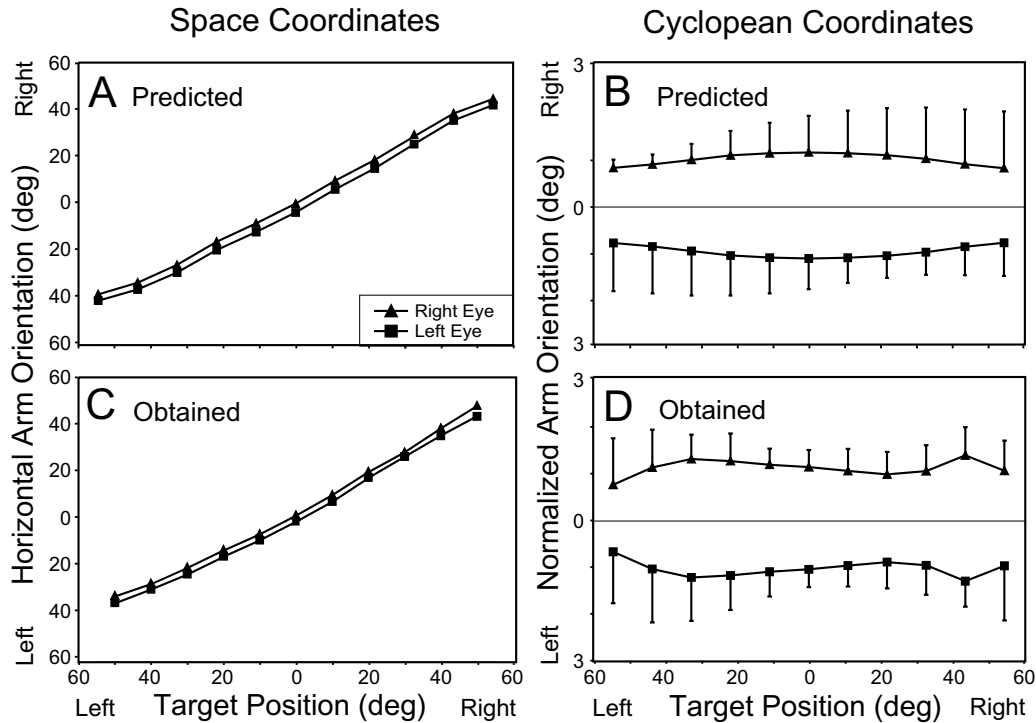 Space Coordinates
Cyclopean Coordinates
Horizontal Arm Orientation (deg)
Right
Left
60
40
20
0
20
40
60
A Predicted
Right Eye
Left Eye
60
40
20
0
20
40
60
C Obtained
60 40 20 0 20 40 60
Left Target Position (deg) Right
Normalized Arm Orientation (deg)
Right
Left
3
0
3
B Predicted
3
0
3
D Obtained
60 40 20 0 20 40 60
Left Target Position (deg) Right